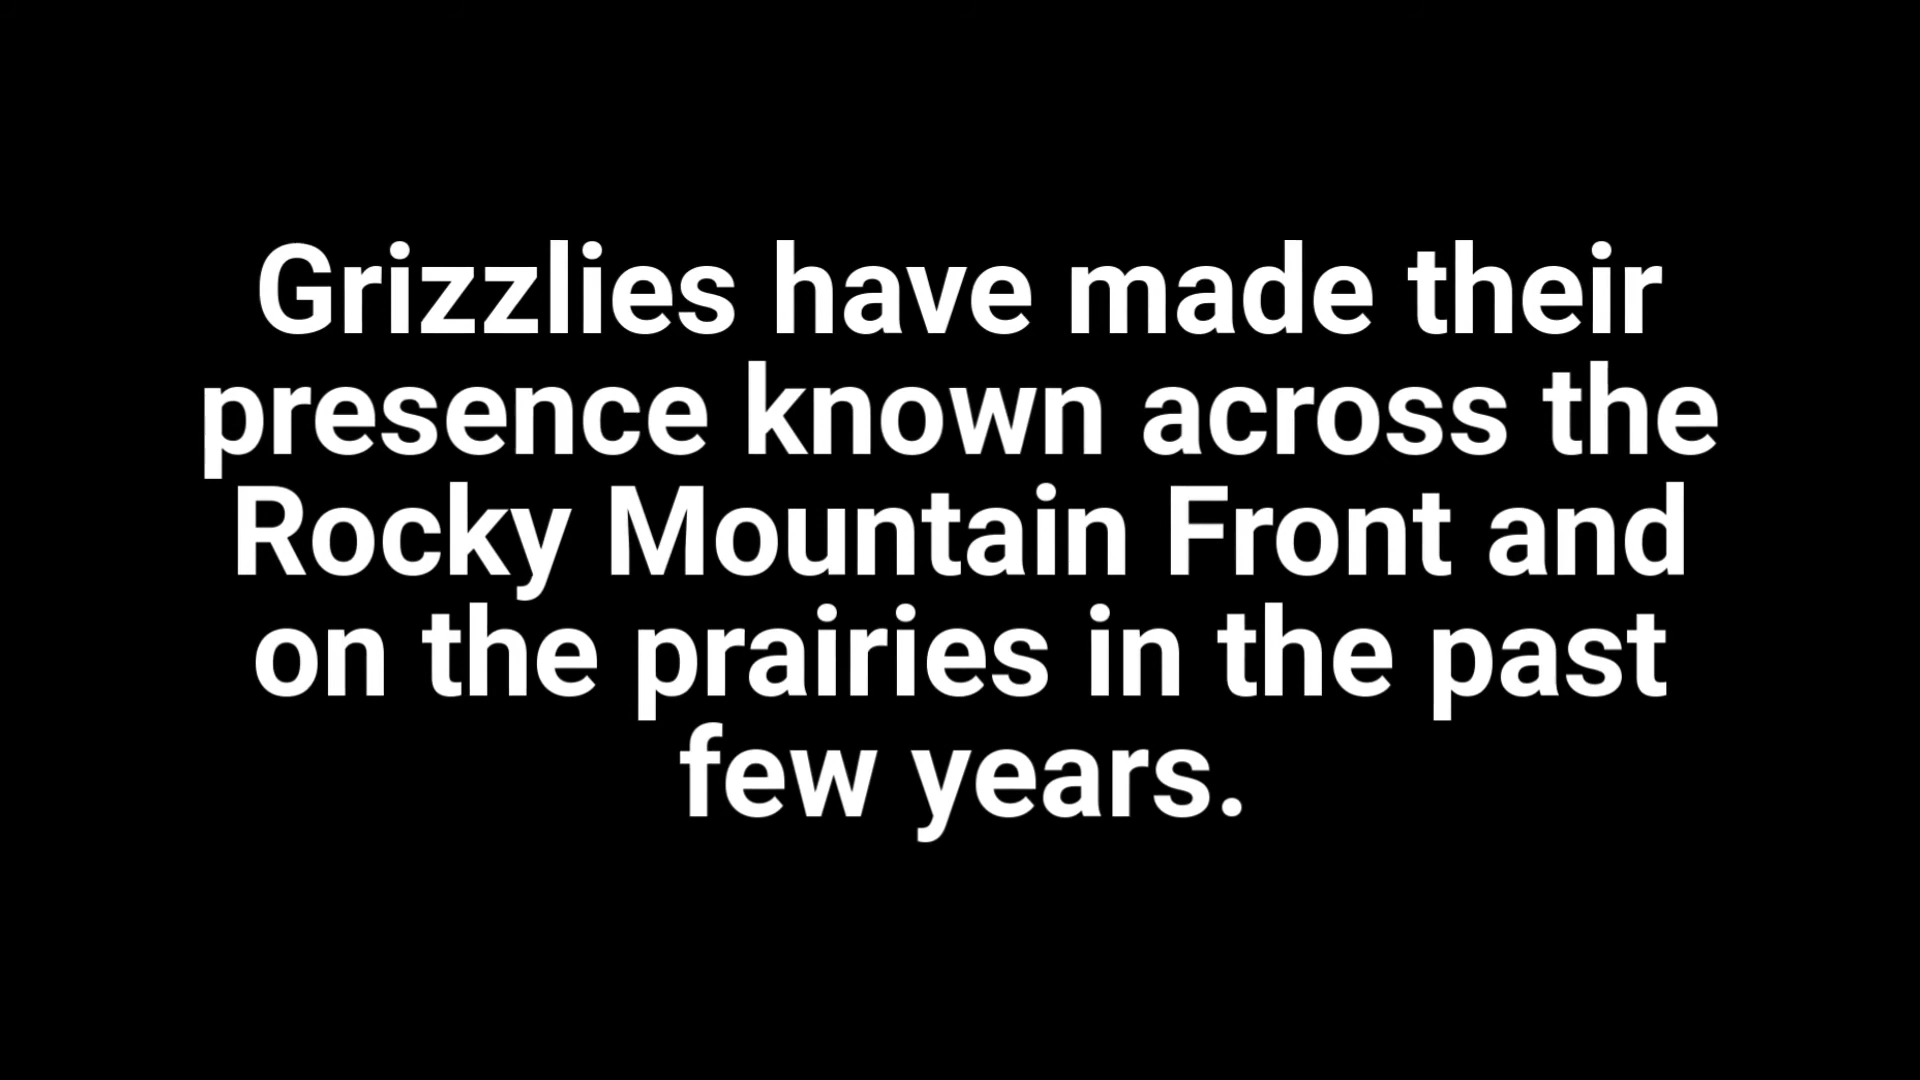 Grizzlies have made their
presence known across the
Rocky Mountain Front and
on the prairies in the past
few years.